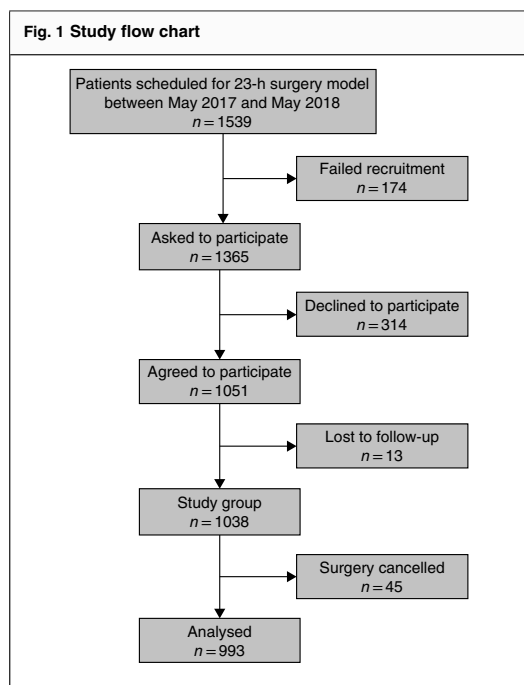 Fig. 1 Study flow chart
Patients scheduled for 23-h surgery model
between May 2017 and May 2018
n = 1539
Failed recruitment
n = 174
Asked to participate
n = 1365
Declined to participate
n = 314
Agreed to participate
n = 1051
Lost to follow-up
n = 13
Study group
n = 1038
Surgery cancelled
n = 45
Analysed
n = 993